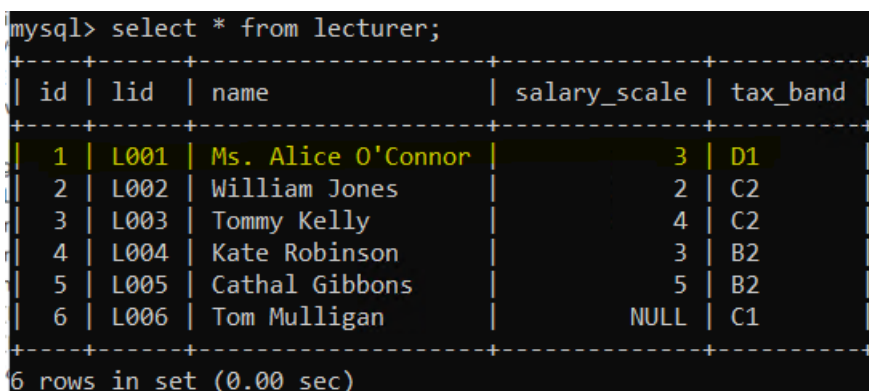 mysql> select * from lecturer;
+----+------+-------------------+--------------+----------+
| id | lid | name | salary_scale | tax_band |
+----+------+-------------------+--------------+----------+
| 1 | L001 | Ms. Alice O'Connor | 3 | D1
| 2 | L002 | William Jones | 2 | C2
| 3 | L003 | Tommy Kelly | 4 | C2
| 4 | L004 | Kate Robinson | 3 | B2
| 5 | L005 | Cathal Gibbons | 5 | B2
| 6 | L006 | Tom Mulligan | NULL | C1
+----+------+-------------------+--------------+----------+
6 rows in set (0.00 sec)